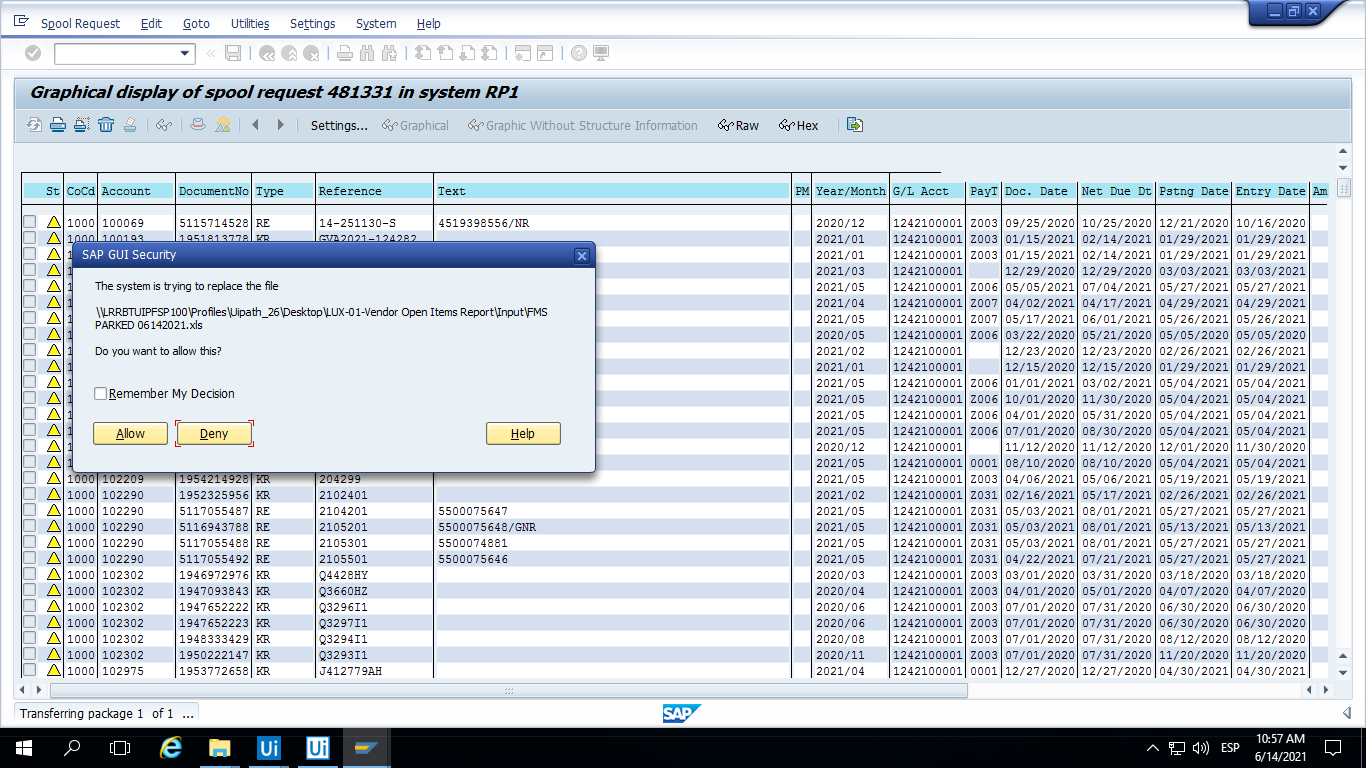 Spool Request Edit Goto Utilities Settings System Help
Graphical display of spool request 481331 in system RP1
Settings... Graphical Graphic Without Structure Information Raw Hex
St CoCd Account DocumentNo Type Reference Text PM Year/Month G/L Acct PayT Doc. Date Net Due Dt Pstng Date Entry Date Am
1000 100069 5115714528 RE 14-251130-S 4519398556/NR 2020/12 1242100001 Z003 09/25/2020 10/25/2020 12/21/2020 10/16/2020
1000 100193 1951813778 KR GVA2021-124282 2021/01 1242100001 Z003 01/15/2020 02/14/2020 01/29/2021 01/29/2021
2021/01 1242100001 Z003 01/15/2020 02/14/2020 01/29/2021 01/29/2021
2021/03 1242100001 12/29/2020 12/29/2020 03/03/2021 03/03/2021
2021/05 1242100001 Z006 05/05/2021 07/04/2021 05/27/2021 05/27/2021
2021/04 1242100001 Z007 04/02/2021 04/17/2021 04/29/2021 04/29/2021
2021/05 1242100001 Z007 05/17/2021 06/01/2021 05/26/2021 05/26/2021
2020/05 1242100001 Z006 03/22/2020 05/21/2020 05/05/2020 05/05/2020
2021/02 1242100001 12/23/2020 12/23/2020 02/26/2021 02/26/2021
2021/01 1242100001 12/15/2020 12/15/2020 01/29/2021 01/29/2021
2021/05 1242100001 Z006 01/01/2021 03/02/2021 05/04/2021 05/04/2021
2021/05 1242100001 Z006 10/01/2020 11/30/2020 05/04/2021 05/04/2021
2021/05 1242100001 Z006 04/01/2021 05/31/2021 05/04/2021 05/04/2021
2021/05 1242100001 Z006 07/01/2021 08/30/2021 05/04/2021 05/04/2021
2020/12 1242100001 11/12/2020 11/12/2020 12/01/2020 11/30/2020
2021/05 1242100001 0001 08/10/2020 08/10/2020 05/04/2021 05/04/2021
1000 102209 1954214928 KR 204299 2021/05 1242100001 Z003 04/06/2021 05/06/2021 05/19/2021 05/19/2021
1000 102290 1952325956 KR 2102401 2021/02 1242100001 Z031 02/16/2021 05/17/2021 02/26/2021 02/26/2021
1000 102290 5117055487 RE 2104201 5500075647 2021/05 1242100001 Z031 05/03/2021 08/01/2021 05/27/2021 05/27/2021
1000 102290 5116943788 RE 2105201 5500075648/GNR 2021/05 1242100001 Z031 05/03/2021 08/01/2021 05/13/2021 05/13/2021
1000 102290 5117055488 RE 2105301 5500074881 2021/05 1242100001 Z031 05/03/2021 08/01/2021 05/27/2021 05/27/2021
1000 102290 5117055492 RE 2105501 5500075646 2021/05 1242100001 Z031 04/22/2021 07/21/2021 05/27/2021 05/27/2021
1000 102302 1946972976 KR Q4428HY 2020/03 1242100001 Z003 03/01/2020 03/31/2020 03/18/2020 03/18/2020
1000 102302 1947093843 KR Q3660HZ 2020/04 1242100001 Z003 04/01/2020 05/01/2020 04/07/2020 04/07/2020
1000 102302 1947652222 KR Q3296I1 2020/06 1242100001 Z003 07/01/2020 07/31/2020 06/30/2020 06/30/2020
1000 102302 1947652223 KR Q3297I1 2020/06 1242100001 Z003 07/01/2020 07/31/2020 06/30/2020 06/30/2020
1000 102302 1948333429 KR Q3294I1 2020/08 1242100001 Z003 07/01/2020 07/31/2020 08/12/2020 08/12/2020
1000 102302 1950222147 KR Q3293I1 2020/11 1242100001 Z003 07/01/2020 07/31/2020 11/20/2020 11/20/2020
1000 102975 1953772658 KR J412779AH 2021/04 1242100001 0001 12/27/2020 12/27/2020 04/30/2021 04/30/2021
SAP GUI Security
The system is trying to replace the file
\\LRRBTUIPFSP100\Profiles\Uipath_26\Desktop\LUX-01-Vendor Open Items Report\Input\FMS
PARKED 06142021.xls
Do you want to allow this?
Remember My Decision
Allow Deny Help
Transferring package 1 of 1 ...
SAP
Ui Ui
ESP
10:57 AM
6/14/2021